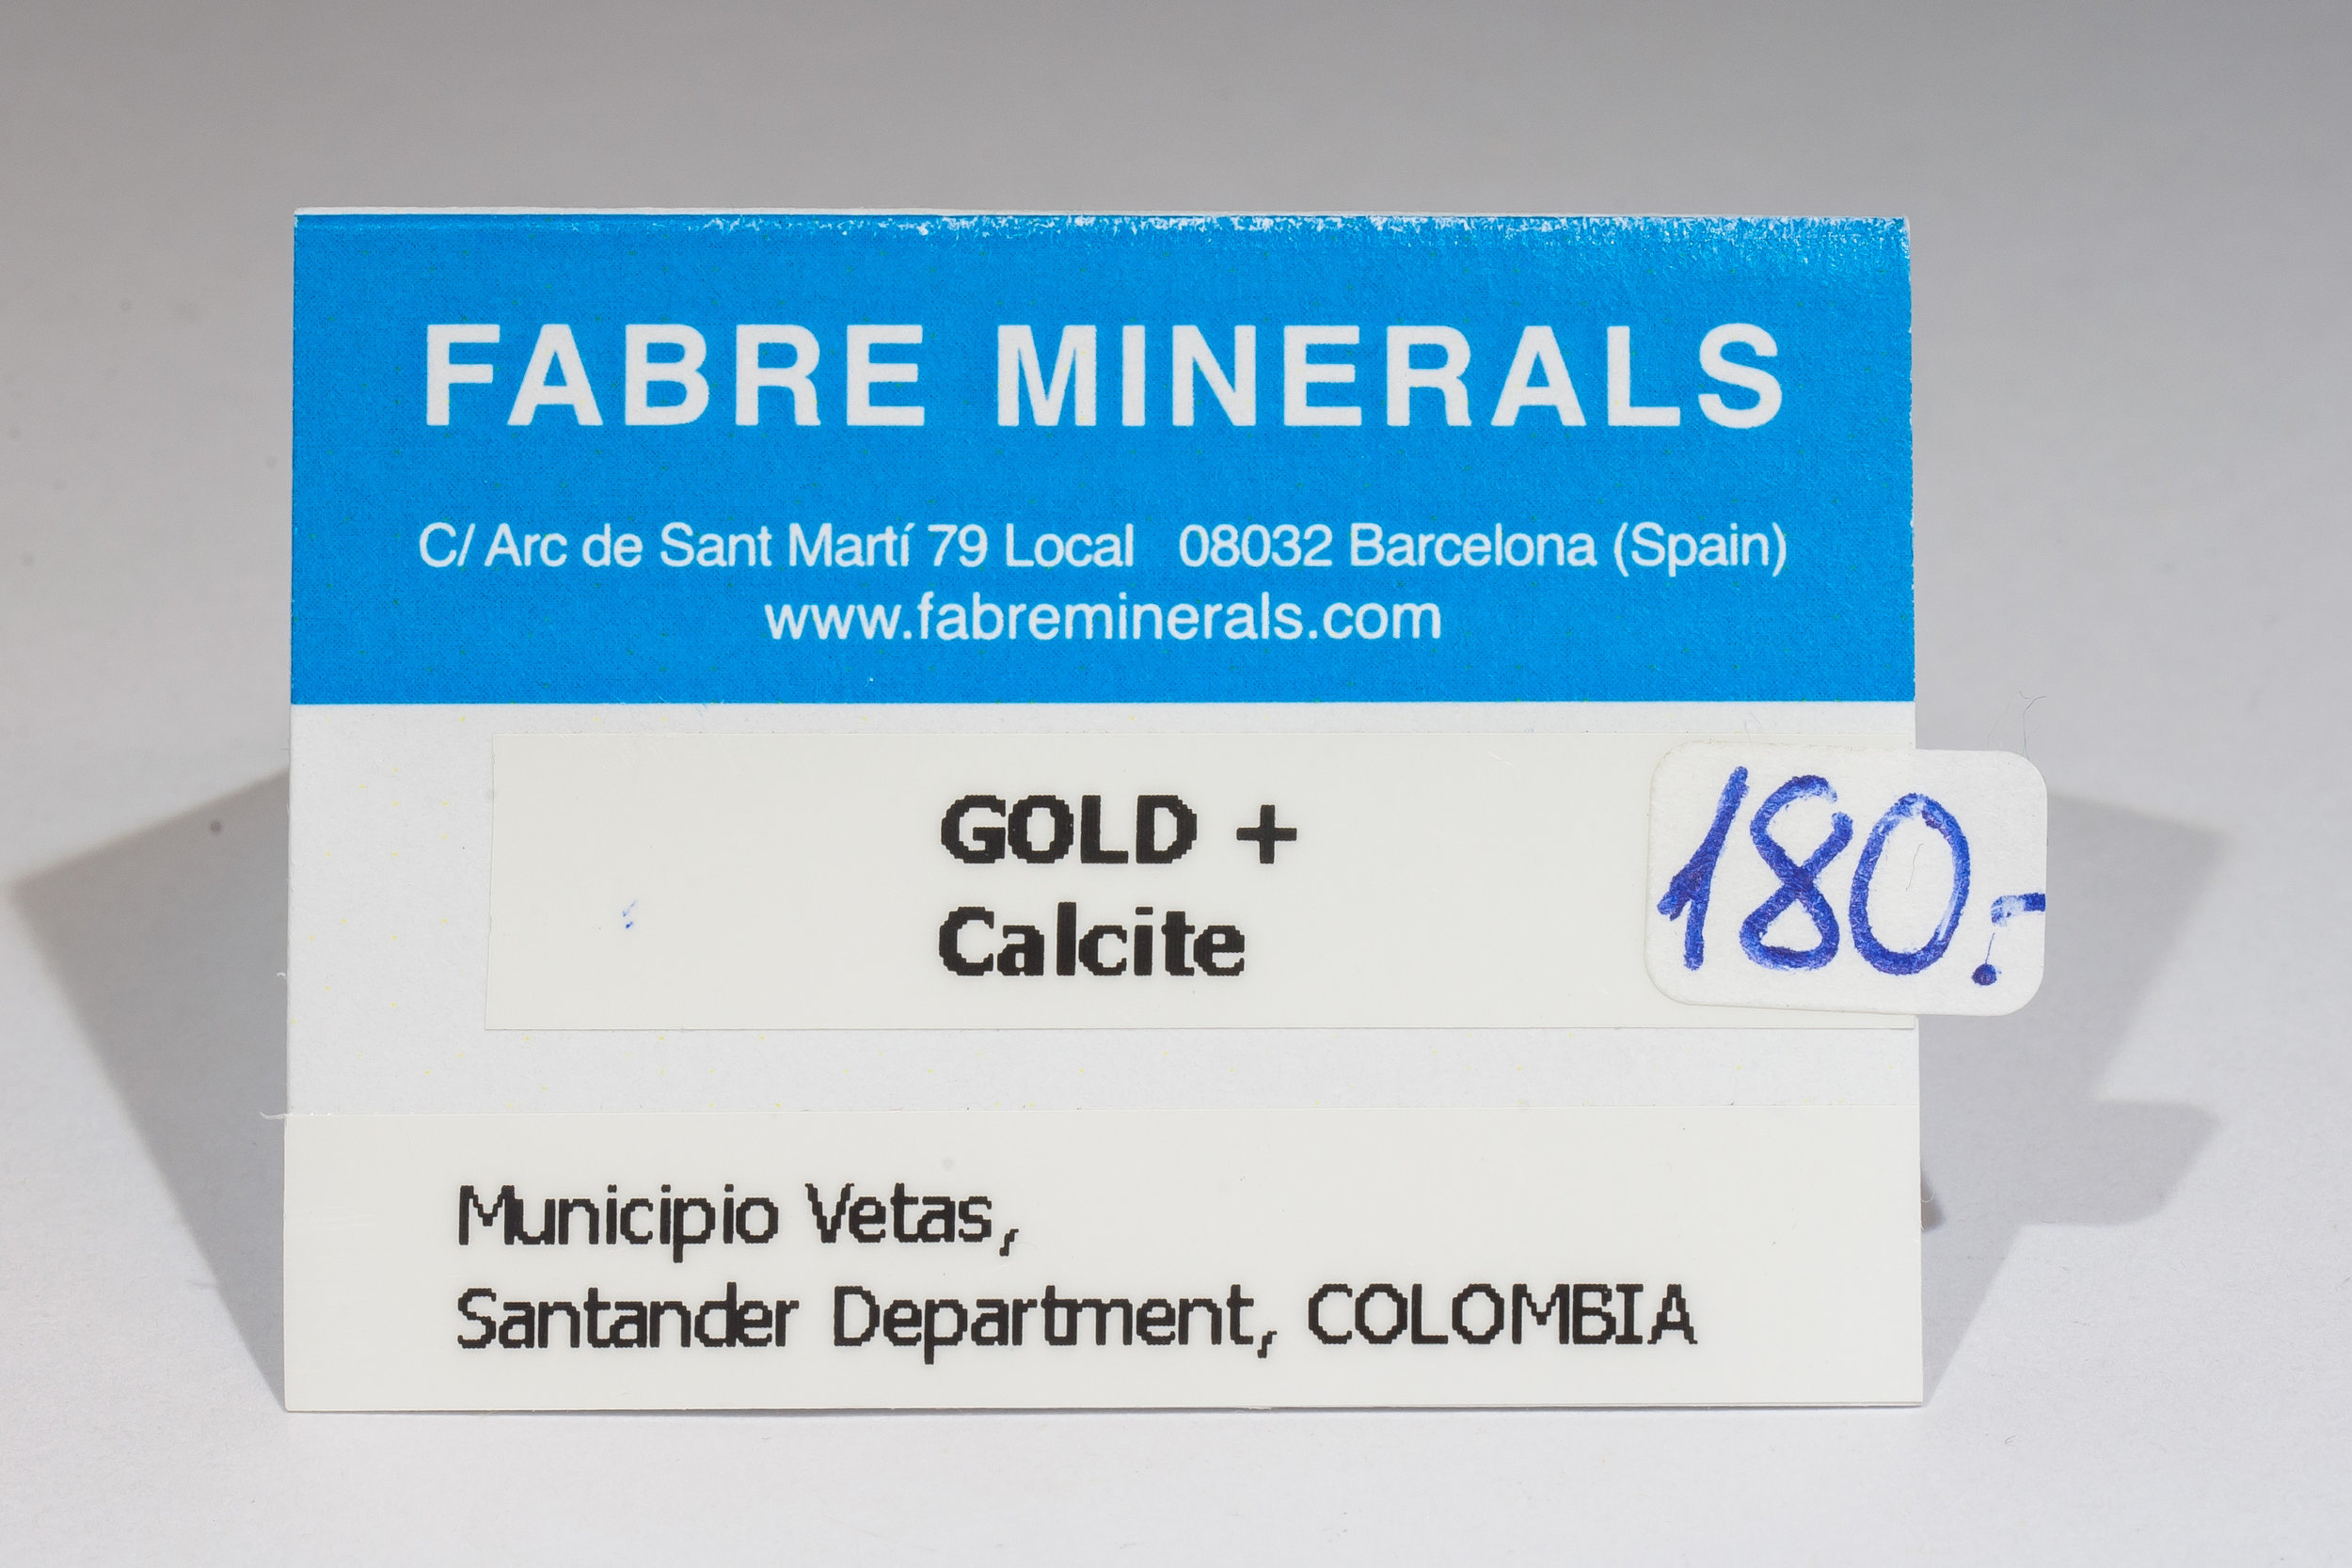 FABRE MINERALS
C/ Arc de Sant Martí 79 Local 08032 Barcelona (Spain)
www.fabreminerals.com
GOLD +
Calcite
180.-
Municipio Vetas,
Santander Department, COLOMBIA